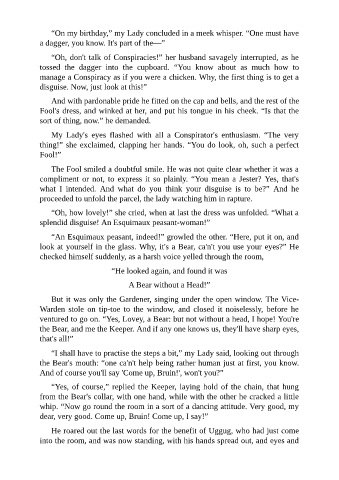 “On my birthday,” my Lady concluded in a meek whisper. “One must have
a dagger, you know. It's part of the—”
“Oh, don't talk of Conspiracies!” her husband savagely interrupted, as he
tossed the dagger into the cupboard. “You know about as much how to
manage a Conspiracy as if you were a chicken. Why, the first thing is to get a
disguise. Now, just look at this!”
And with pardonable pride he fitted on the cap and bells, and the rest of the
Fool's dress, and winked at her, and put his tongue in his cheek. “Is that the
sort of thing, now.” he demanded.
My Lady's eyes flashed with all a Conspirator's enthusiasm. “The very
thing!” she exclaimed, clapping her hands. “You do look, oh, such a perfect
Fool!”
The Fool smiled a doubtful smile. He was not quite clear whether it was a
compliment or not, to express it so plainly. “You mean a Jester? Yes, that's
what I intended. And what do you think your disguise is to be?” And he
proceeded to unfold the parcel, the lady watching him in rapture.
“Oh, how lovely!” she cried, when at last the dress was unfolded. “What a
splendid disguise! An Esquimaux peasant-woman!”
“An Esquimaux peasant, indeed!” growled the other. “Here, put it on, and
look at yourself in the glass. Why, it's a Bear, ca'n't you use your eyes?” He
checked himself suddenly, as a harsh voice yelled through the room,
“He looked again, and found it was
A Bear without a Head!”
But it was only the Gardener, singing under the open window. The Vice-
Warden stole on tip-toe to the window, and closed it noiselessly, before he
ventured to go on. “Yes, Lovey, a Bear: but not without a head, I hope! You're
the Bear, and me the Keeper. And if any one knows us, they'll have sharp eyes,
that's all!”
“I shall have to practise the steps a bit,” my Lady said, looking out through
the Bear's mouth: “one ca'n't help being rather human just at first, you know.
And of course you'll say 'Come up, Bruin!', won't you?”
“Yes, of course,” replied the Keeper, laying hold of the chain, that hung
from the Bear's collar, with one hand, while with the other he cracked a little
whip. “Now go round the room in a sort of a dancing attitude. Very good, my
dear, very good. Come up, Bruin! Come up, I say!”
He roared out the last words for the benefit of Uggug, who had just come
into the room, and was now standing, with his hands spread out, and eyes and